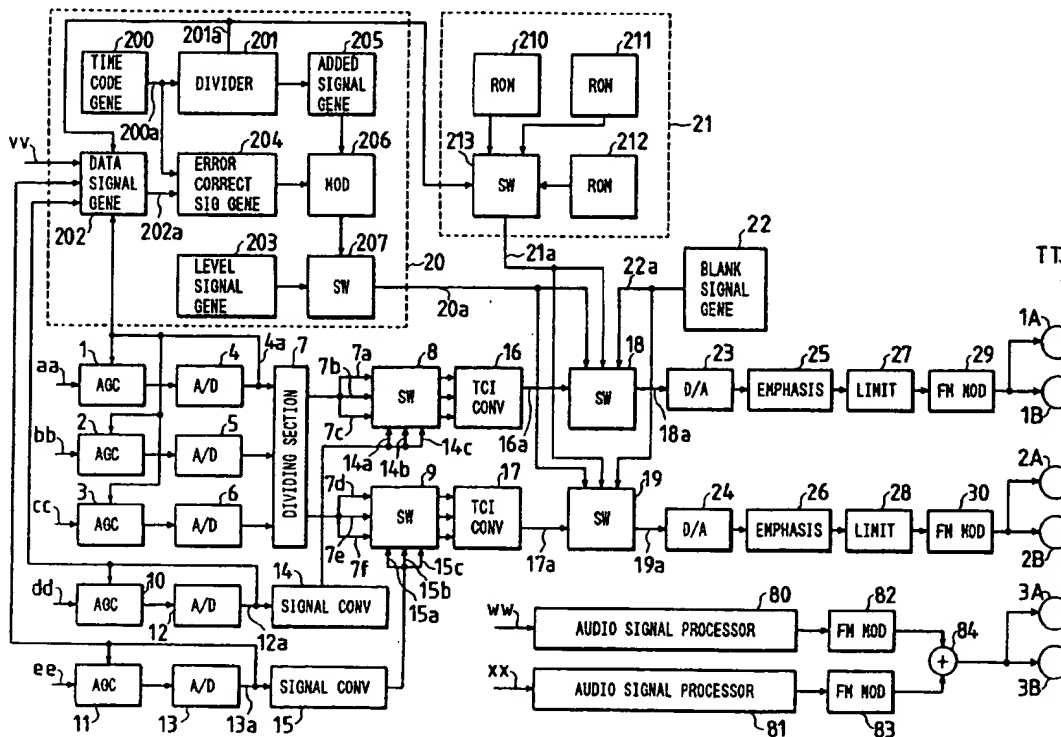 200
201a
201
205
210
211
TIME CODE GENE
DIVIDER
ADDED SIGNAL GENE
ROM
ROM
200a
204
206
21
vv
213
212
DATA SIGNAL GENE
ERROR CORRECT SIG GENE
MOD
SW
ROM
202
202a
203
207
21a
22
LEVEL SIGNAL GENE
SW
20
20a
22a
BLANK SIGNAL GENE
TT
1A
4a
1
4
7
7a
7b
8
16
18
23
25
27
29
aa
AGC
A/D
SW
TCI CONV
SW
D/A
EMPHASIS
LIMIT
FM MOD
1B
7c
14a
14b
14c
16a
18a
2
5
bb
AGC
A/D
DIVIDING SECTION
2A
3
6
7d
9
17
19
24
26
28
30
cc
AGC
A/D
SW
TCI CONV
SW
D/A
EMPHASIS
LIMIT
FM MOD
7e
7f
17a
19a
2B
14
15a
15b
15c
10
dd
AGC
12
A/D
12a
SIGNAL CONV
80
82
3A
ww
AUDIO SIGNAL PROCESSOR
FM MOD
84
+
ee
AGC
A/D
SIGNAL CONV
xx
AUDIO SIGNAL PROCESSOR
FM MOD
3B
11
13
13a
15
81
83